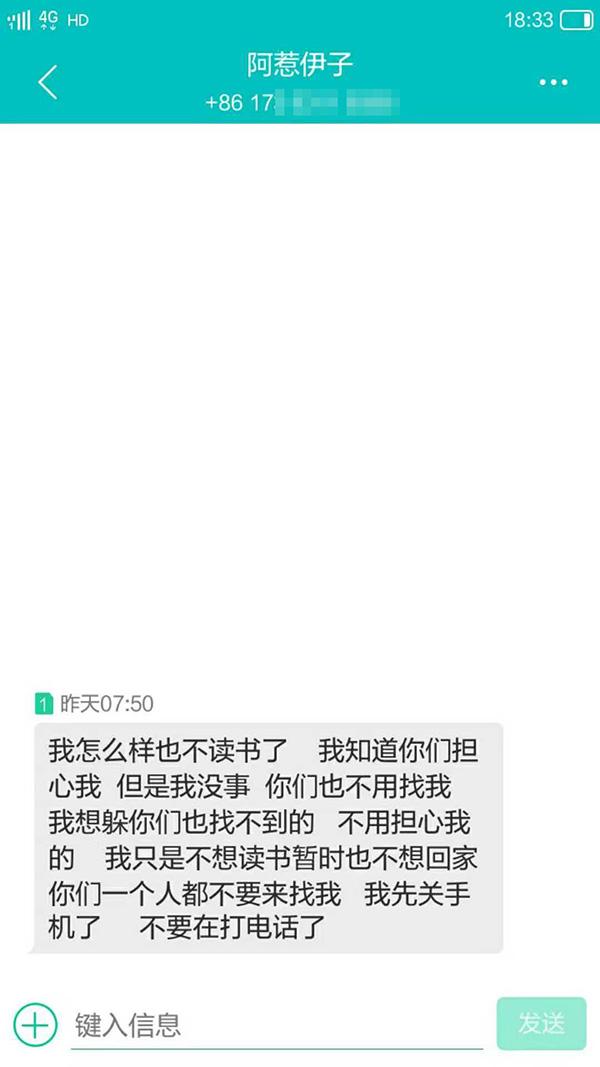 4G HD 18:33
阿惹伊子
+86 17
1 昨天07:50
我怎么样也不读书了 我知道你们担
心我 但是我没事 你们也不用找我
我想躲你们也找不到的 不用担心我
的 我只是不想读书暂时也不想回家
你们一个人都不要来找我 我先关手
机了 不要在打电话了
键入信息 发送